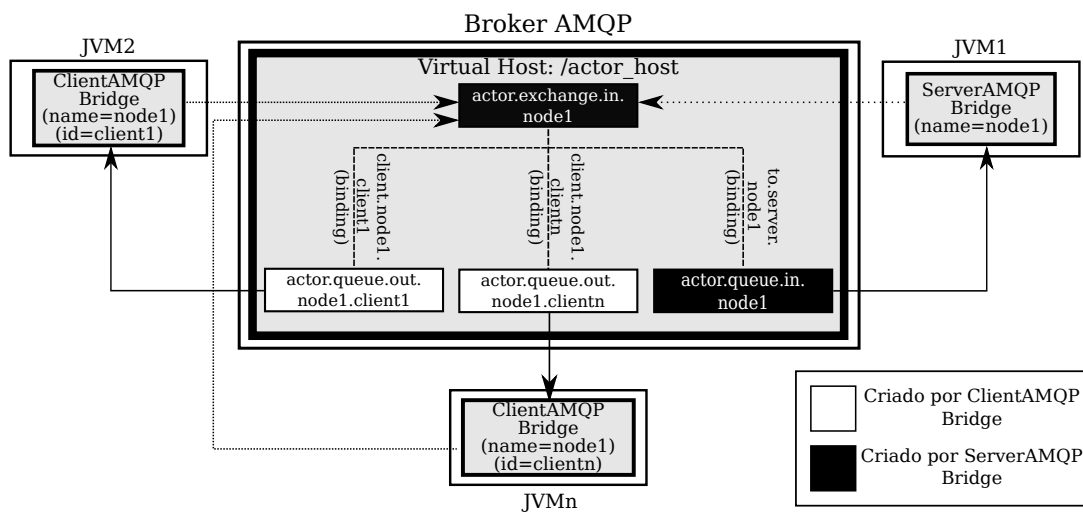 Broker AMQP
JVM2
JVM1
Virtual Host: /actor_host
ClientAMQP
Bridge
(name=node1)
(id=client1)
actor.exchange.in.
node1
ServerAMQP
Bridge
(name=node1)
client.node1.
client1
(binding)
client.node1.
clientn
(binding)
to.server.
node1
(binding)
actor.queue.out.
node1.client1
actor.queue.out.
node1.clientn
actor.queue.in.
node1
ClientAMQP
Bridge
(name=node1)
(id=clientn)
JVMn
Criado por ClientAMQP
Bridge
Criado por ServerAMQP
Bridge